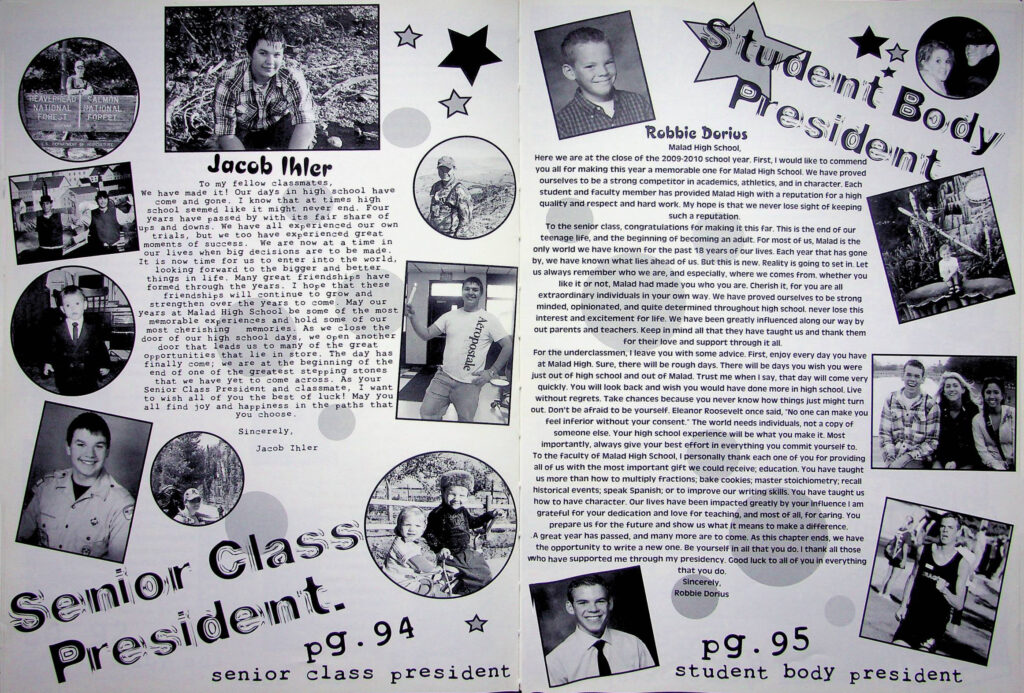 BEAVERHEAD SALMON
NATIONAL NATIONAL
FOREST FOREST
U.S. DEPARTMENT OF AGRICULTURE
Jacob Ihler
To my fellow classmates,
We have made it! Our days in high school have
come and gone. I know that at times high
school seemed like it might never end. Four
years have passed by with its fair share of
ups and downs. We have all experienced our own
trials, but we too have experienced great
moments of success. We are now at a time in
our lives when big decisions are to be made.
It is now time for us to enter into the world,
looking forward to the bigger and better
things in life. Many great friendships have
formed through the years. I hope that these
friendships will continue to grow and
strengthen over the years to come. May our
years at Malad High School be some of the most
memorable experiences and hold some of our
most cherishing memories. As we close the
door of our high school days, we open another
door that leads us to many of the great
opportunities that lie in store. The day has
finally come; we are at the beginning of the
end of one of the greatest stepping stones
that we have yet to come across. As your
Senior Class President and classmate, I want
to wish all of you the best of luck! May you
all find joy and happiness in the paths that
you choose.
Sincerely,
Jacob Ihler
Aeropostale
Senior Class
President.
pg.94
senior class president
Student Body
President
Robbie Dorius
Malad High School,
Here we are at the close of the 2009-2010 school year. First, I would like to commend
you all for making this year a memorable one for Malad High School. We have proved
ourselves to be a strong competitor in academics, athletics, and in character. Each
student and faculty member has provided Malad High with a reputation for a high
quality and respect and hard work. My hope is that we never lose sight of keeping
such a reputation.
To the senior class, congratulations for making it this far. This is the end of our
teenage life, and the beginning of becoming an adult. For most of us, Malad is the
only world we have known for the past 18 years of our lives. Each year that has gone
by, we have known what lies ahead of us. But this is new. Reality is going to set in. Let
us always remember who we are, and especially, where we comes from. whether you
like it or not, Malad had made you who you are. Cherish it, for you are all
extraordinary individuals in your own way. We have proved ourselves to be strong
minded, opinionated, and quite determined throughout high school. never lose this
interest and excitement for life. We have been greatly influenced along our way by
out parents and teachers. Keep in mind all that they have taught us and thank them
for their love and support through it all.
For the underclassmen, I leave you with some advice. First, enjoy every day you have
at Malad High. Sure, there will be rough days. There will be days you wish you were
just out of high school and out of Malad. Trust me when I say, that day will come very
quickly. You will look back and wish you would have done more in high school. Live
without regrets. Take chances because you never know how things just might turn
out. Don't be afraid to be yourself. Eleanor Roosevelt once said, "No one can make you
feel inferior without your consent." The world needs individuals, not a copy of
someone else. Your high school experience will be what you make it. Most
importantly, always give your best effort in everything you commit yourself to.
To the faculty of Malad High School, I personally thank each one of you for providing
all of us with the most important gift we could receive; education. You have taught
us more than how to multiply fractions; bake cookies; master stoichiometry; recall
historical events; speak Spanish; or to improve our writing skills. You have taught us
how to have character. Our lives have been impacted greatly by your influence I am
grateful for your dedication and love for teaching, and most of all, for caring. You
prepare us for the future and show us what it means to make a difference.
A great year has passed, and many more are to come. As this chapter ends, we have
the opportunity to write a new one. Be yourself in all that you do. I thank all those
who have supported me through my presidency. Good luck to all of you in everything
that you do.
Sincerely,
Robbie Dorius
pg.95
student body president